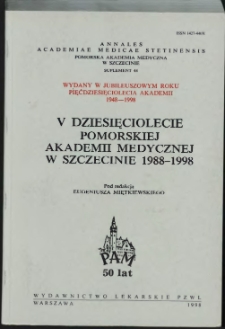 ISSN 1427-440X
ANNALES
ACADEMIAE MEDICAE STETINENSIS
POMORSKA AKADEMIA MEDYCZNA
W SZCZECINIE
SUPLEMENT 49
WYDANY W JUBILEUSZOWYM ROKU
PIĘĆDZIESIĘCIOLECIA AKADEMII
1948—1998
V DZIESIĘCIOLECIE
POMORSKIEJ
AKADEMII MEDYCZNEJ
W SZCZECINIE 1988–1998
Pod redakcją
EUGENIUSZA MIĘTKIEWSKIEGO
PAM
50 lat
WYDAWNICTWO LEKARSKIE PZWL
WARSZAWA 1998